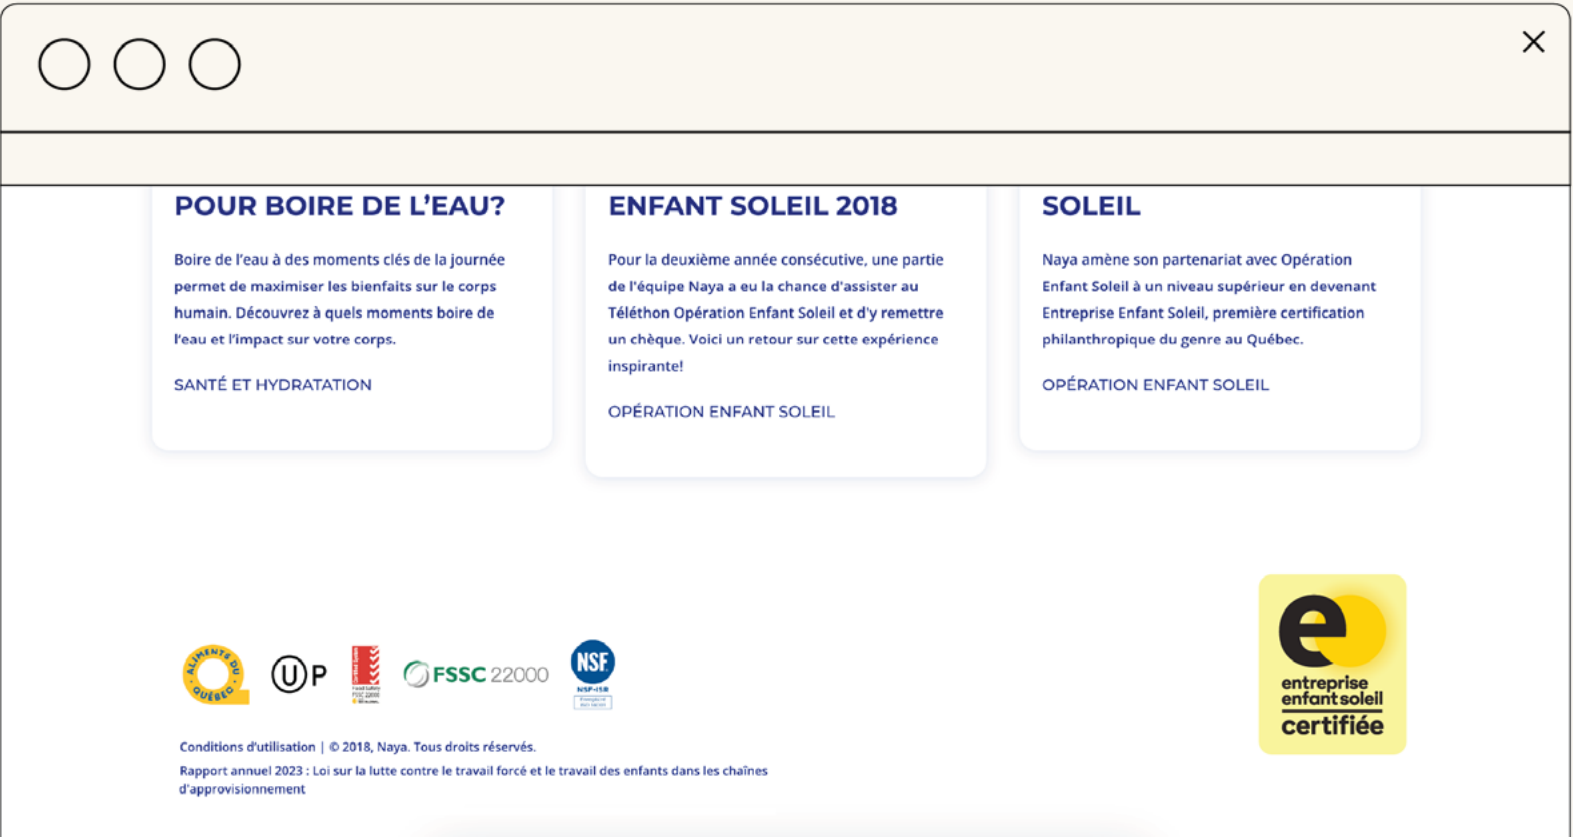 POUR BOIRE DE L'EAU?
Boire de l'eau à des moments clés de la journée
permet de maximiser les bienfaits sur le corps
humain. Découvrez à quels moments boire de
l'eau et l'impact sur votre corps.
SANTÉ ET HYDRATATION
ENFANT SOLEIL 2018
Pour la deuxième année consécutive, une partie
de l'équipe Naya a eu la chance d'assister au
Téléthon Opération Enfant Soleil et d'y remettre
un chèque. Voici un retour sur cette expérience
inspirante!
OPÉRATION ENFANT SOLEIL
SOLEIL
Naya amène son partenariat avec Opération
Enfant Soleil à un niveau supérieur en devenant
Entreprise Enfant Soleil, première certification
philanthropique du genre au Québec.
OPÉRATION ENFANT SOLEIL
ALIMENTS DU
QUÉBEC
UP
FSSC 22000
NSF
NSF-ISR
entreprise
enfant soleil
certifiée
Conditions d'utilisation | © 2018, Naya. Tous droits réservés.
Rapport annuel 2023 : Loi sur la lutte contre le travail forcé et le travail des enfants dans les chaînes
d'approvisionnement